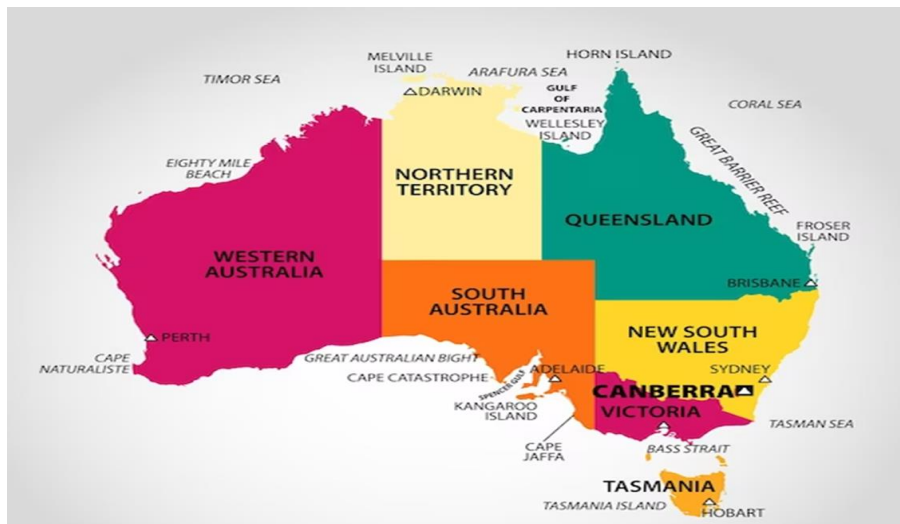 HORN ISLAND
MELVILLE
ISLAND
TIMOR SEA
ARAFURA SEA
DARWIN
GULF
OF
CARPENTARIA
WELLESLEY
ISLAND
CORAL SEA
GREAT BARRIER REEF
EIGHTY MILE
BEACH
NORTHERN
TERRITORY
QUEENSLAND
FROSER
ISLAND
WESTERN
AUSTRALIA
BRISBANE
SOUTH
AUSTRALIA
NEW SOUTH
WALES
PERTH
CAPE
NATURALISTE
GREAT AUSTRALIAN BIGHT
ADELAIDE
SYDNEY
CAPE CATASTROPHE
SPENCER GULF
CANBERRA
KANGAROO
ISLAND
VICTORIA
TASMAN SEA
CAPE
JAFFA
BASS STRAIT
TASMANIA
TASMANIA ISLAND
HOBART